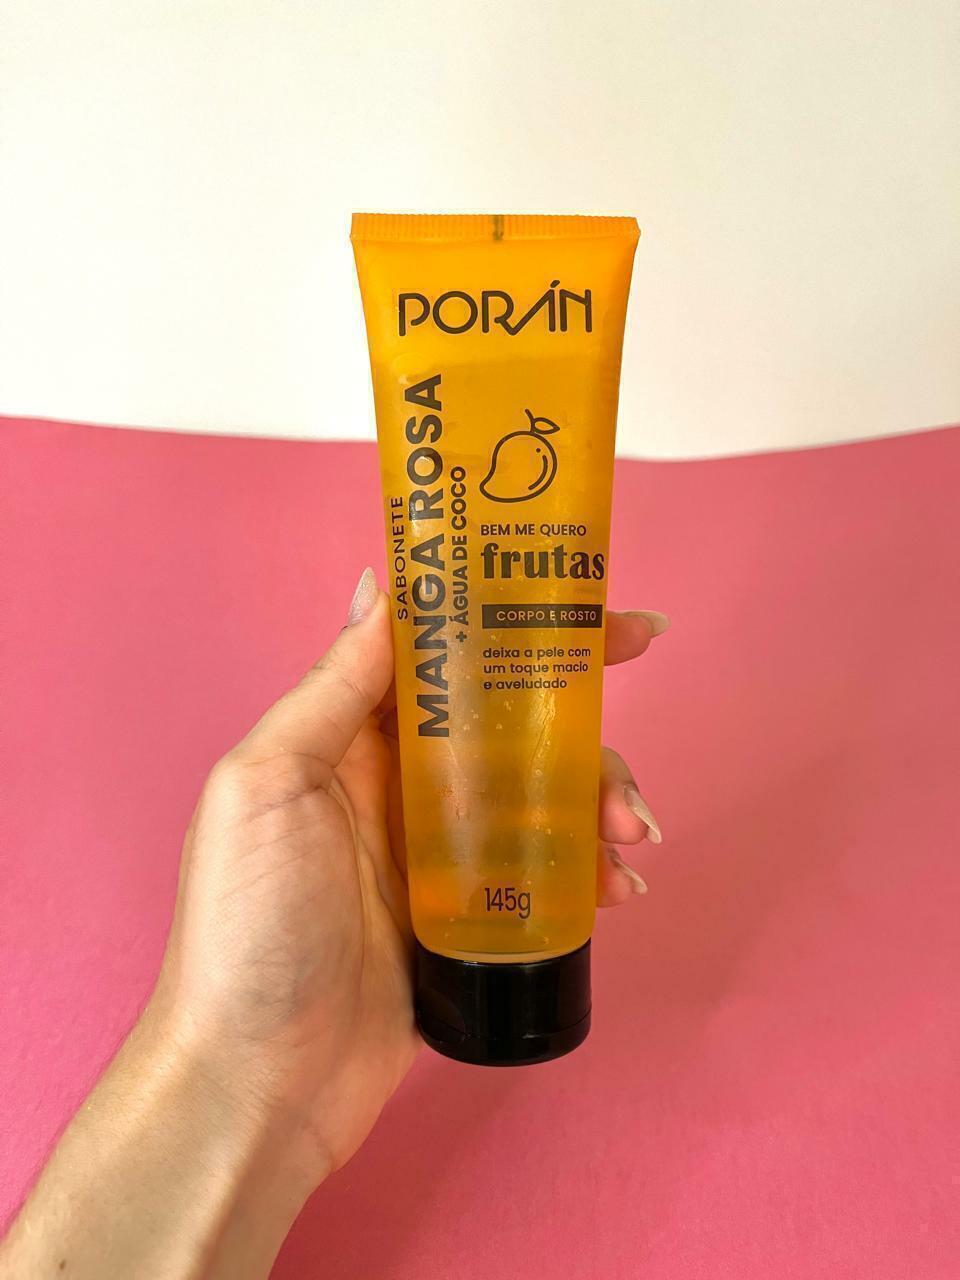 PORÁN
SABONETE
MANGA ROSA
+ ÁGUA DE COCO
BEM ME QUERO
frutas
CORPO E ROSTO
deixa a pele com
um toque macio
e aveludado
145g